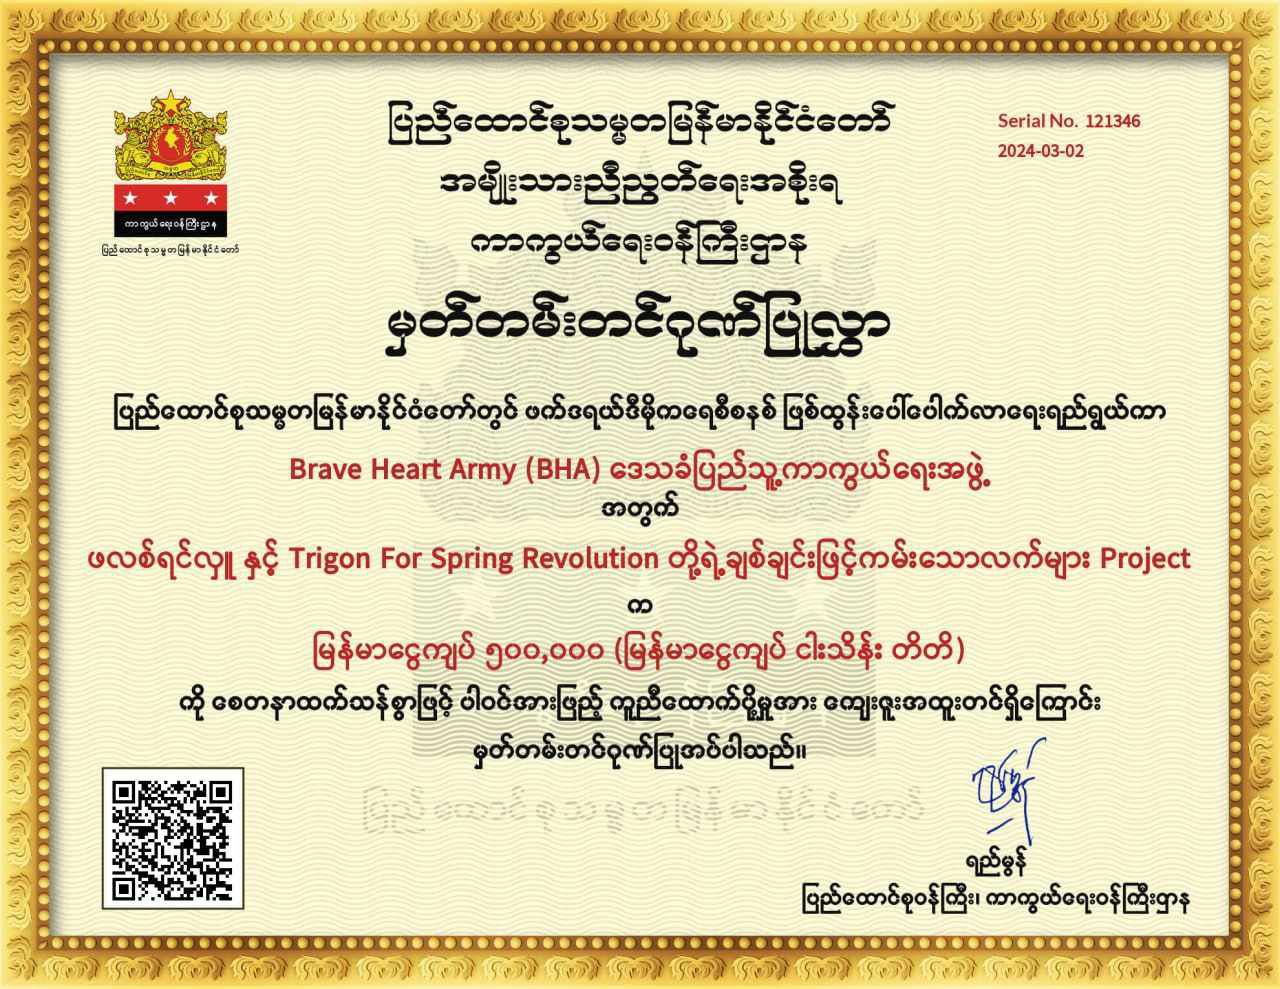 ပြည်ထောင်စုသမ္မတမြန်မာနိုင်ငံတော်
အမျိုးသားညီညွတ်ရေးအစိုးရ
ကာကွယ်ရေးဝန်ကြီးဌာန
Serial No. 121346
2024-03-02
ကာကွယ်ရေးဝန်ကြီးဌာန
ပြည်ထောင်စုသမ္မတမြန်မာနိုင်ငံတော်
မှတ်တမ်းတင်ဂုဏ်ပြုလွှာ
ပြည်ထောင်စုသမ္မတမြန်မာနိုင်ငံတော်တွင် ဖက်ဒရယ်ဒီမိုကရေစီစနစ် ဖြစ်ထွန်းပေါ်ပေါက်လာရေးရည်ရွယ်ကာ
Brave Heart Army (BHA) ဒေသခံပြည်သူ့ကာကွယ်ရေးအဖွဲ့
အတွက်
ဖလစ်ရင်လှူ နှင့် Trigon For Spring Revolution တို့ရဲ့ချစ်ချင်းဖြင့်ကမ်းသောလက်များ Project
က
မြန်မာငွေကျပ် ၅၀၀,၀၀၀ (မြန်မာငွေကျပ် ငါးသိန်း တိတိ)
ကို စေတနာထက်သန်စွာဖြင့် ပါဝင်အားဖြည့် ကူညီထောက်ပို့မှုအား ကျေးဇူးအထူးတင်ရှိကြောင်း
မှတ်တမ်းတင်ဂုဏ်ပြုအပ်ပါသည်။
ပြည်ထောင်စုသမ္မတမြန်မာနိုင်ငံတော်
ရည်မွန်
ပြည်ထောင်စုဝန်ကြီး၊ ကာကွယ်ရေးဝန်ကြီးဌာန